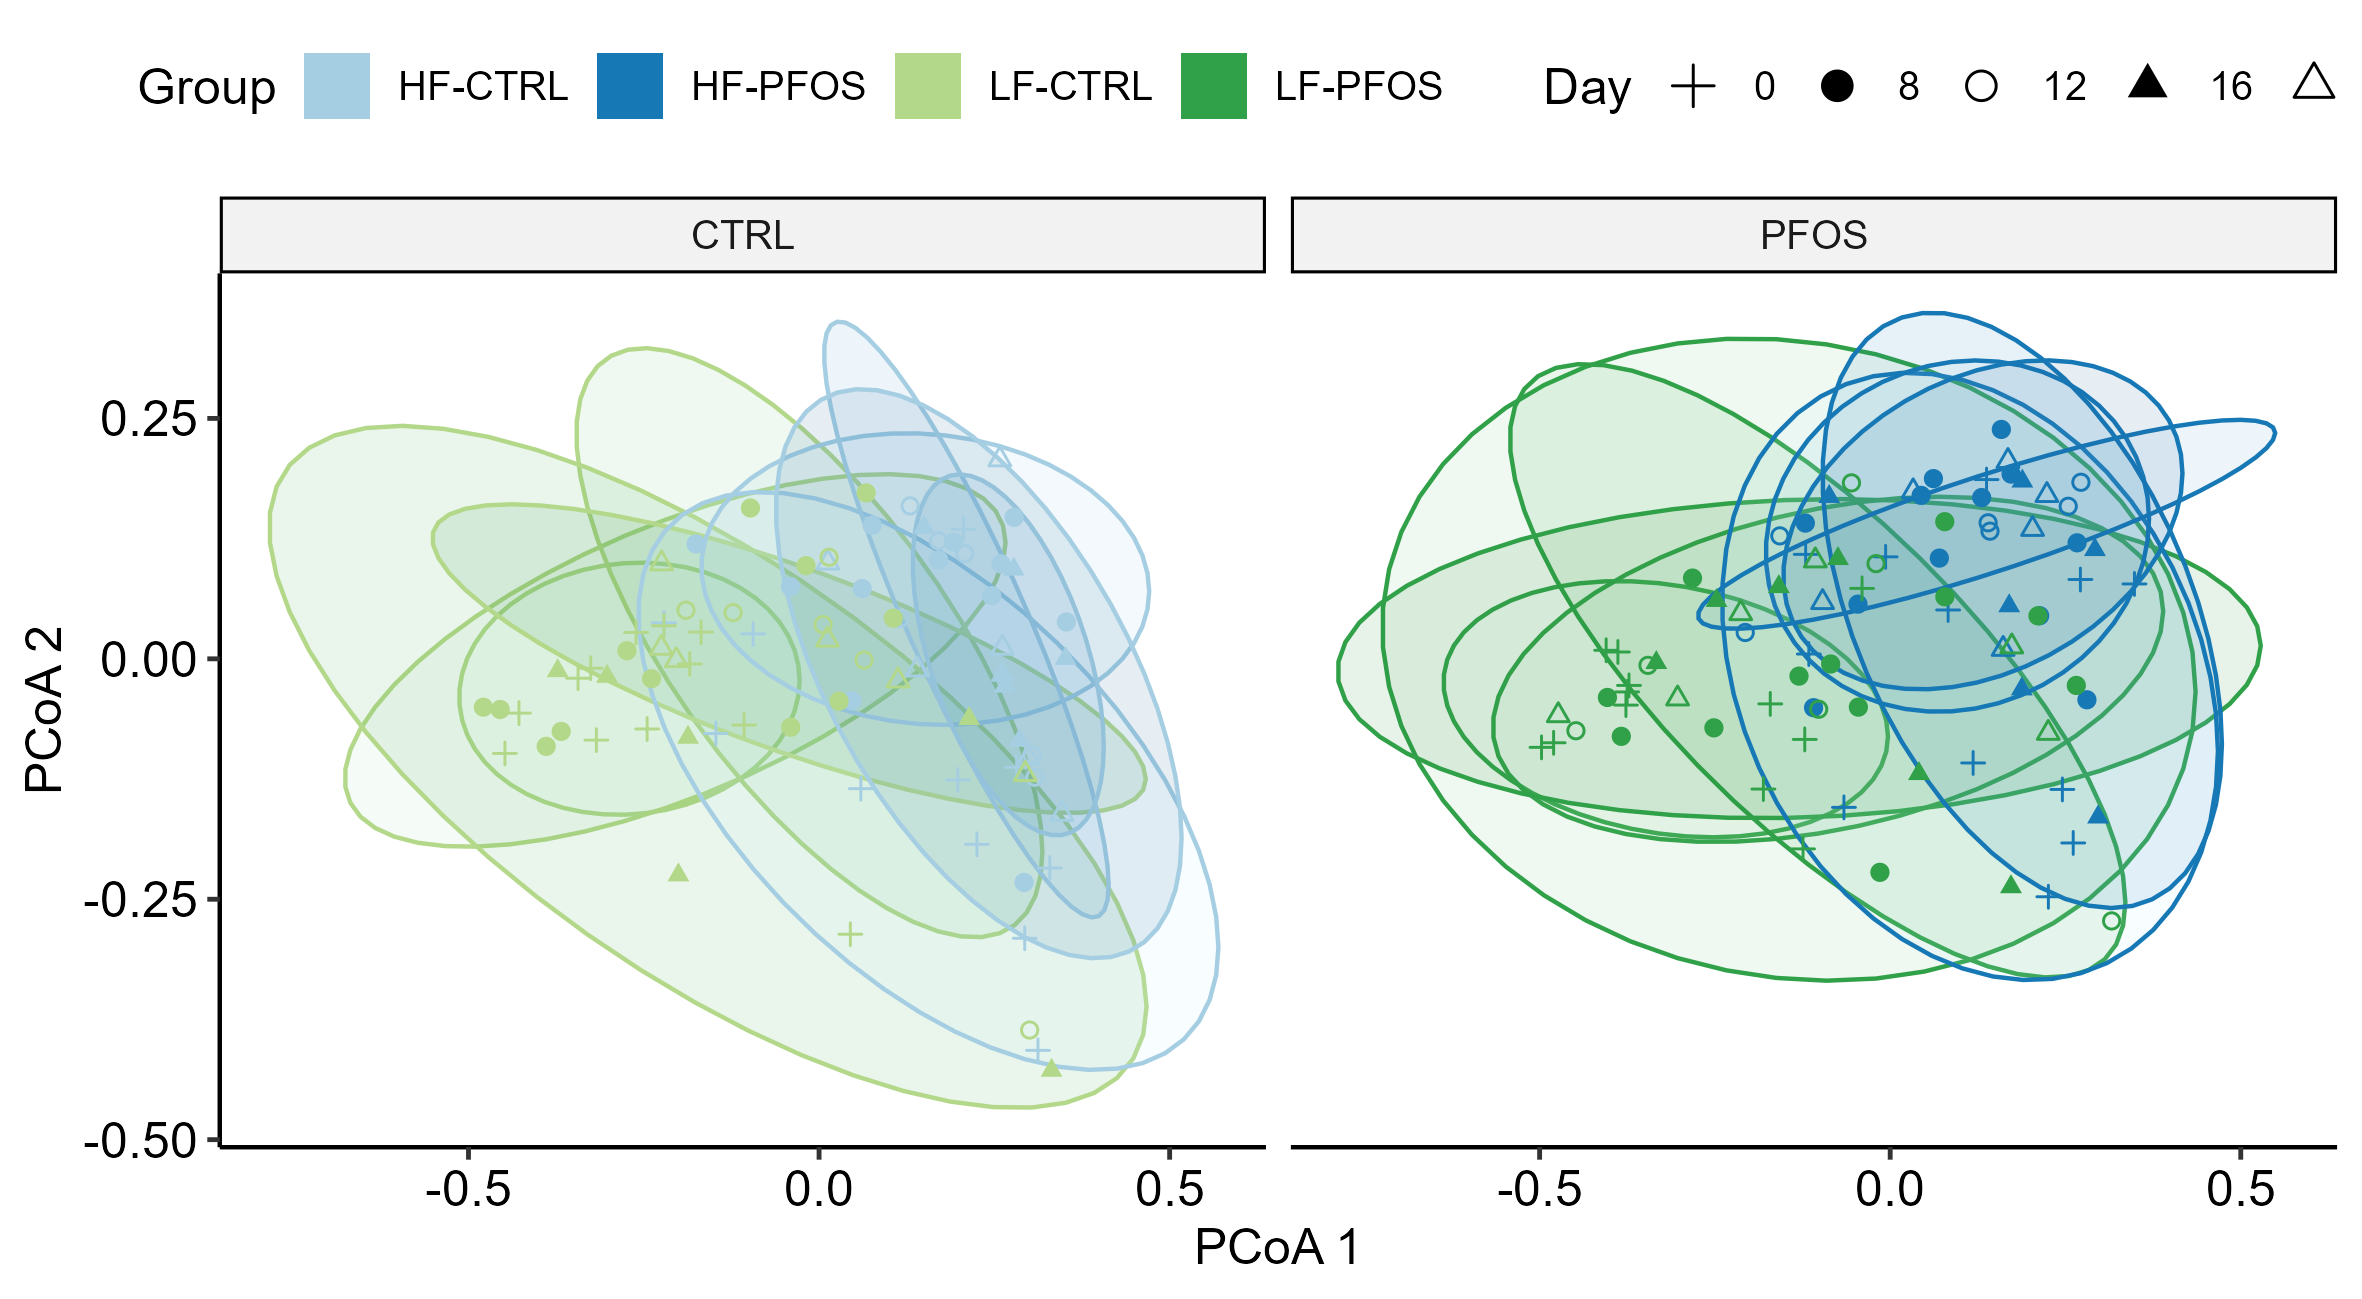 Group HF-CTRL HF-PFOS LF-CTRL LF-PFOS Day 0 8 12 16
CTRL PFOS
0.25
0.00
-0.25
-0.50
PCoA 2
-0.5 0.0 0.5 -0.5 0.0 0.5
PCoA 1